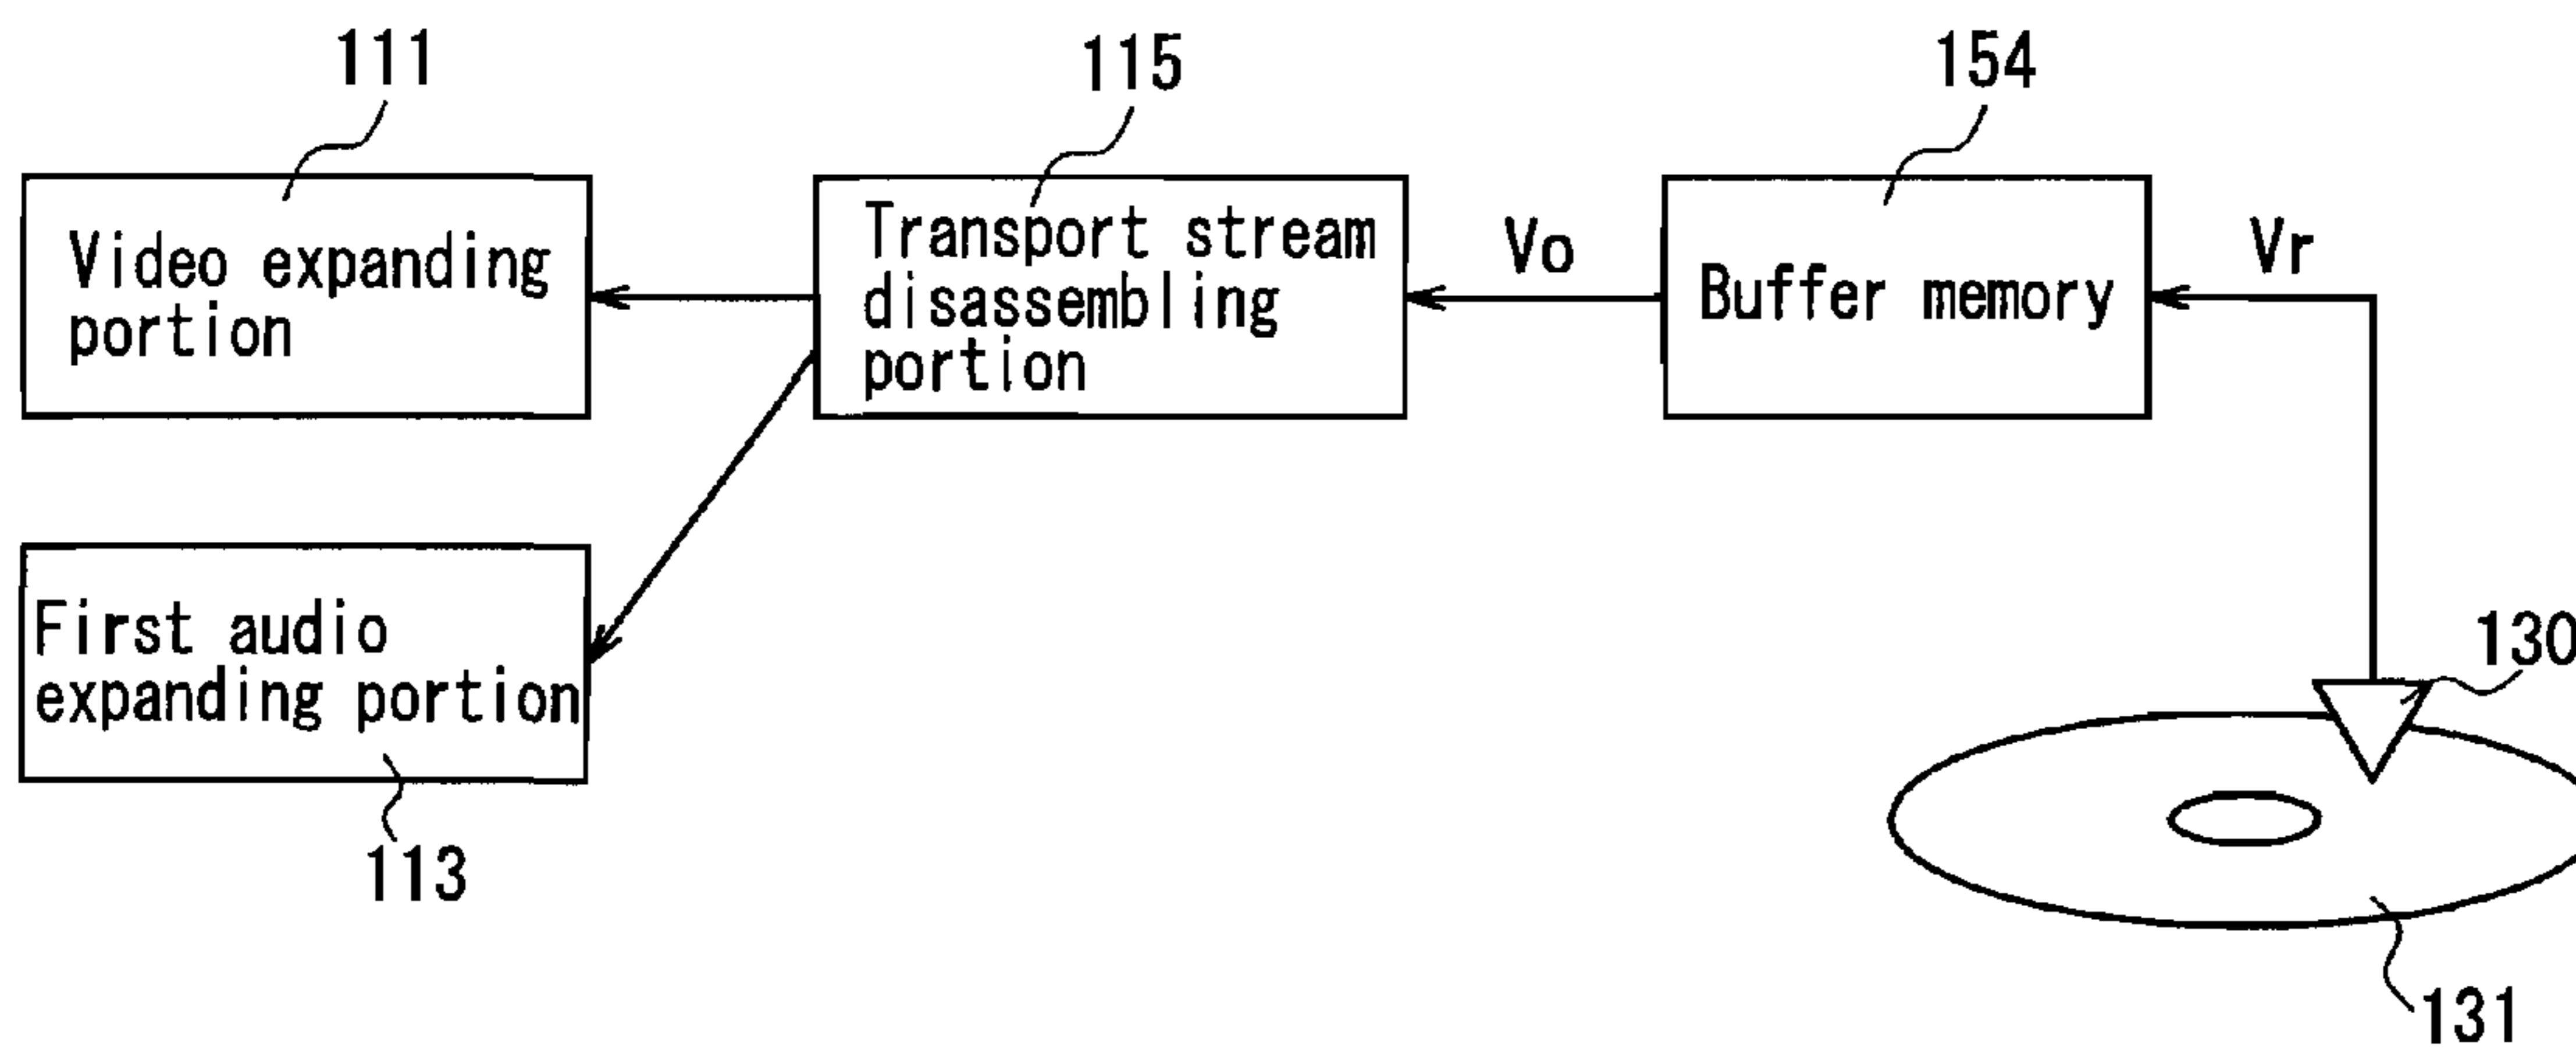 111
115
154
Video expanding
portion
Transport stream
disassembling
portion
Vo
Buffer memory
Vr
First audio
expanding portion
113
130
131